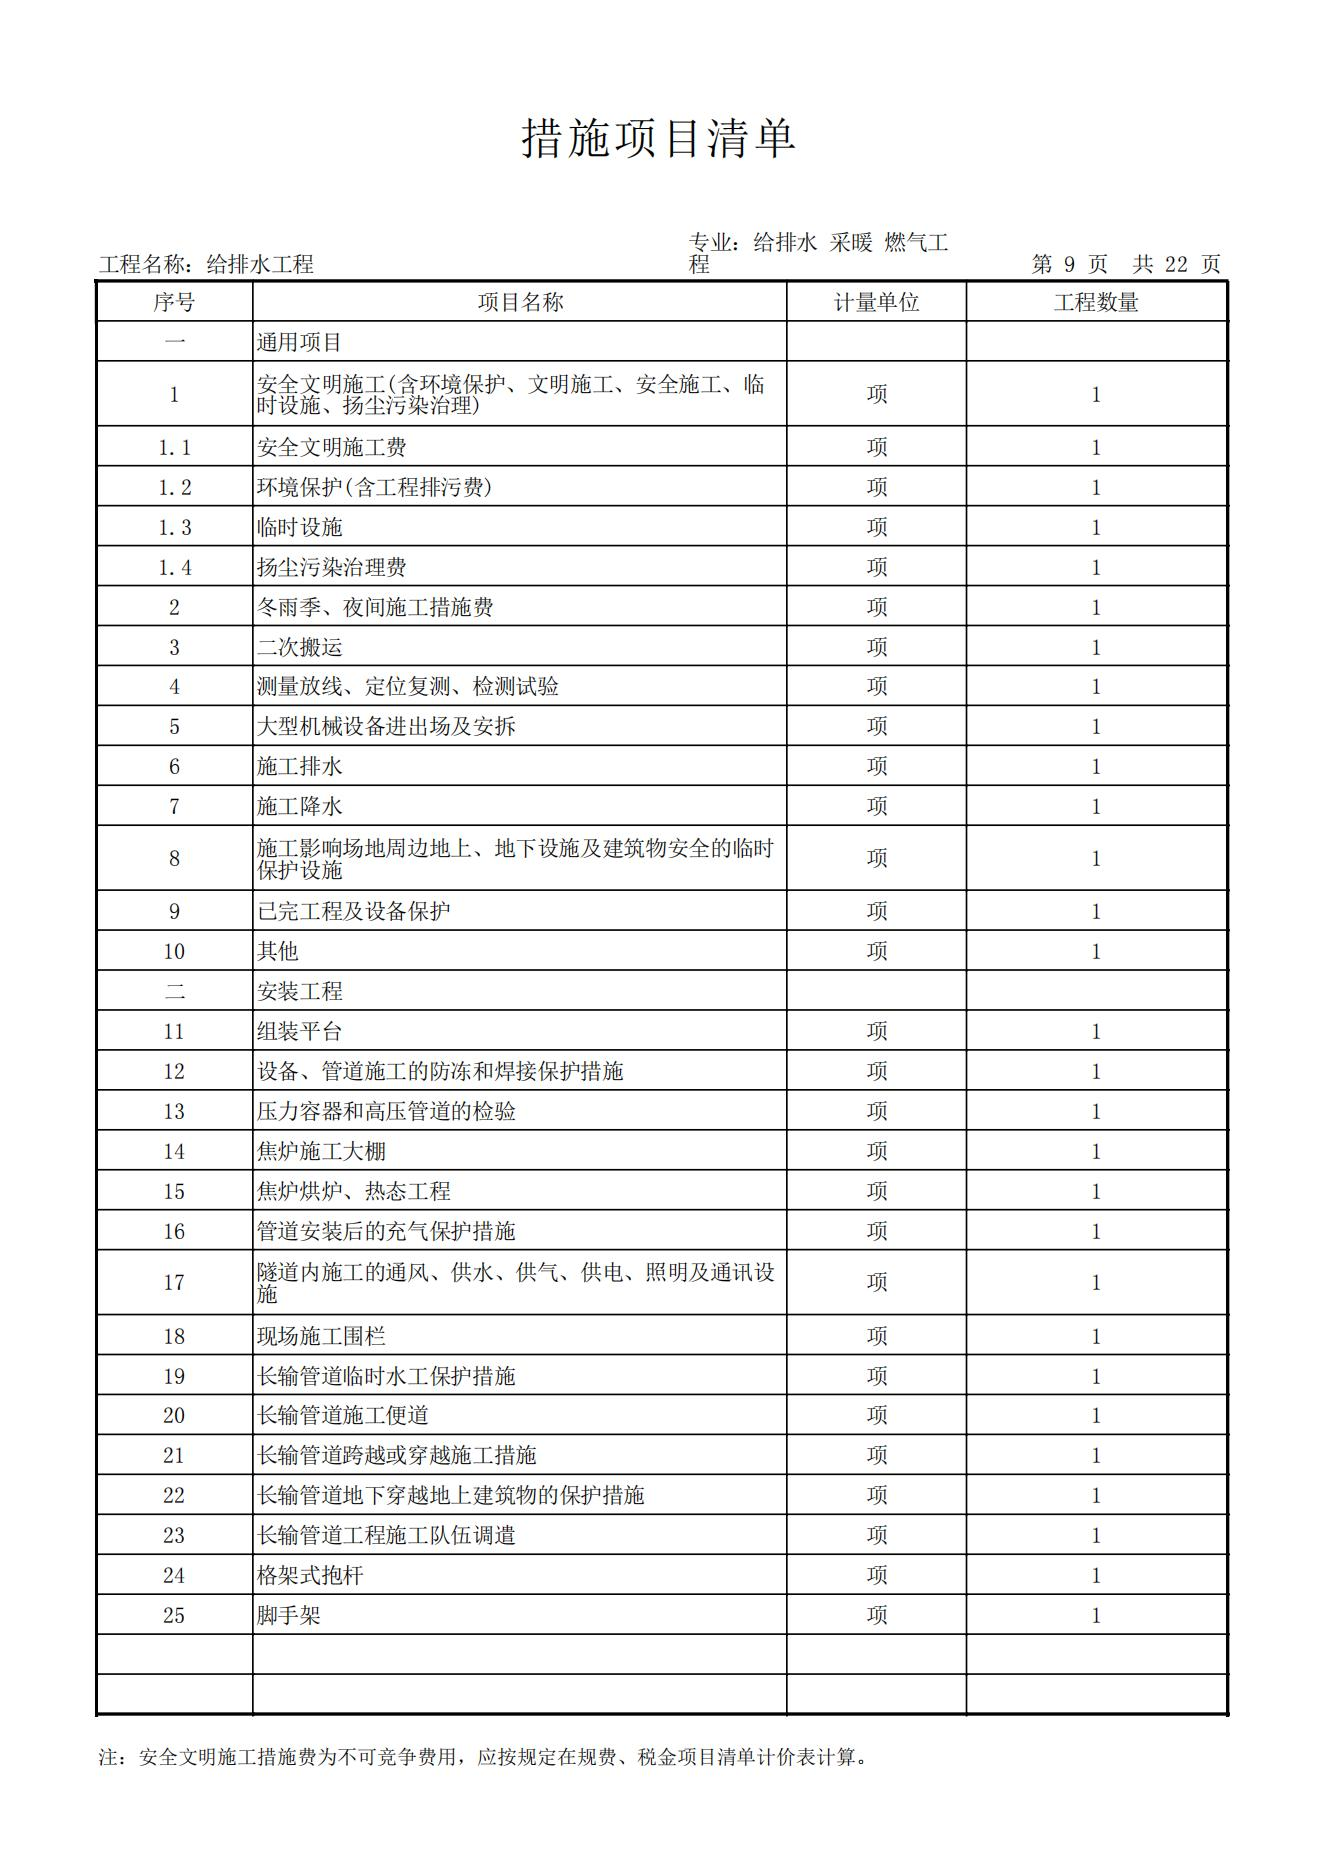 措施项目清单
专业：给排水 采暖 燃气工
工程名称：给排水工程 程 第 9 页 共 22 页
序号 项目名称 计量单位 工程数量
一 通用项目
安全文明施工(含环境保护、文明施工、安全施工、临
1 时设施、扬尘污染治理) 项 1
1.1 安全文明施工费 项 1
1.2 环境保护(含工程排污费) 项 1
1.3 临时设施 项 1
1.4 扬尘污染治理费 项 1
2 冬雨季、夜间施工措施费 项 1
3 二次搬运 项 1
4 测量放线、定位复测、检测试验 项 1
5 大型机械设备进出场及安拆 项 1
6 施工排水 项 1
7 施工降水 项 1
施工影响场地周边地上、地下设施及建筑物安全的临时
8 保护设施 项 1
9 已完工程及设备保护 项 1
10 其他 项 1
二 安装工程
11 组装平台 项 1
12 设备、管道施工的防冻和焊接保护措施 项 1
13 压力容器和高压管道的检验 项 1
14 焦炉施工大棚 项 1
15 焦炉烘炉、热态工程 项 1
16 管道安装后的充气保护措施 项 1
隧道内施工的通风、供水、供气、供电、照明及通讯设
17 施 项 1
18 现场施工围栏 项 1
19 长输管道临时水工保护措施 项 1
20 长输管道施工便道 项 1
21 长输管道跨越或穿越施工措施 项 1
22 长输管道地下穿越地上建筑物的保护措施 项 1
23 长输管道工程施工队伍调遣 项 1
24 格架式抱杆 项 1
25 脚手架 项 1
注：安全文明施工措施费为不可竞争费用，应按规定在规费、税金项目清单计价表计算。